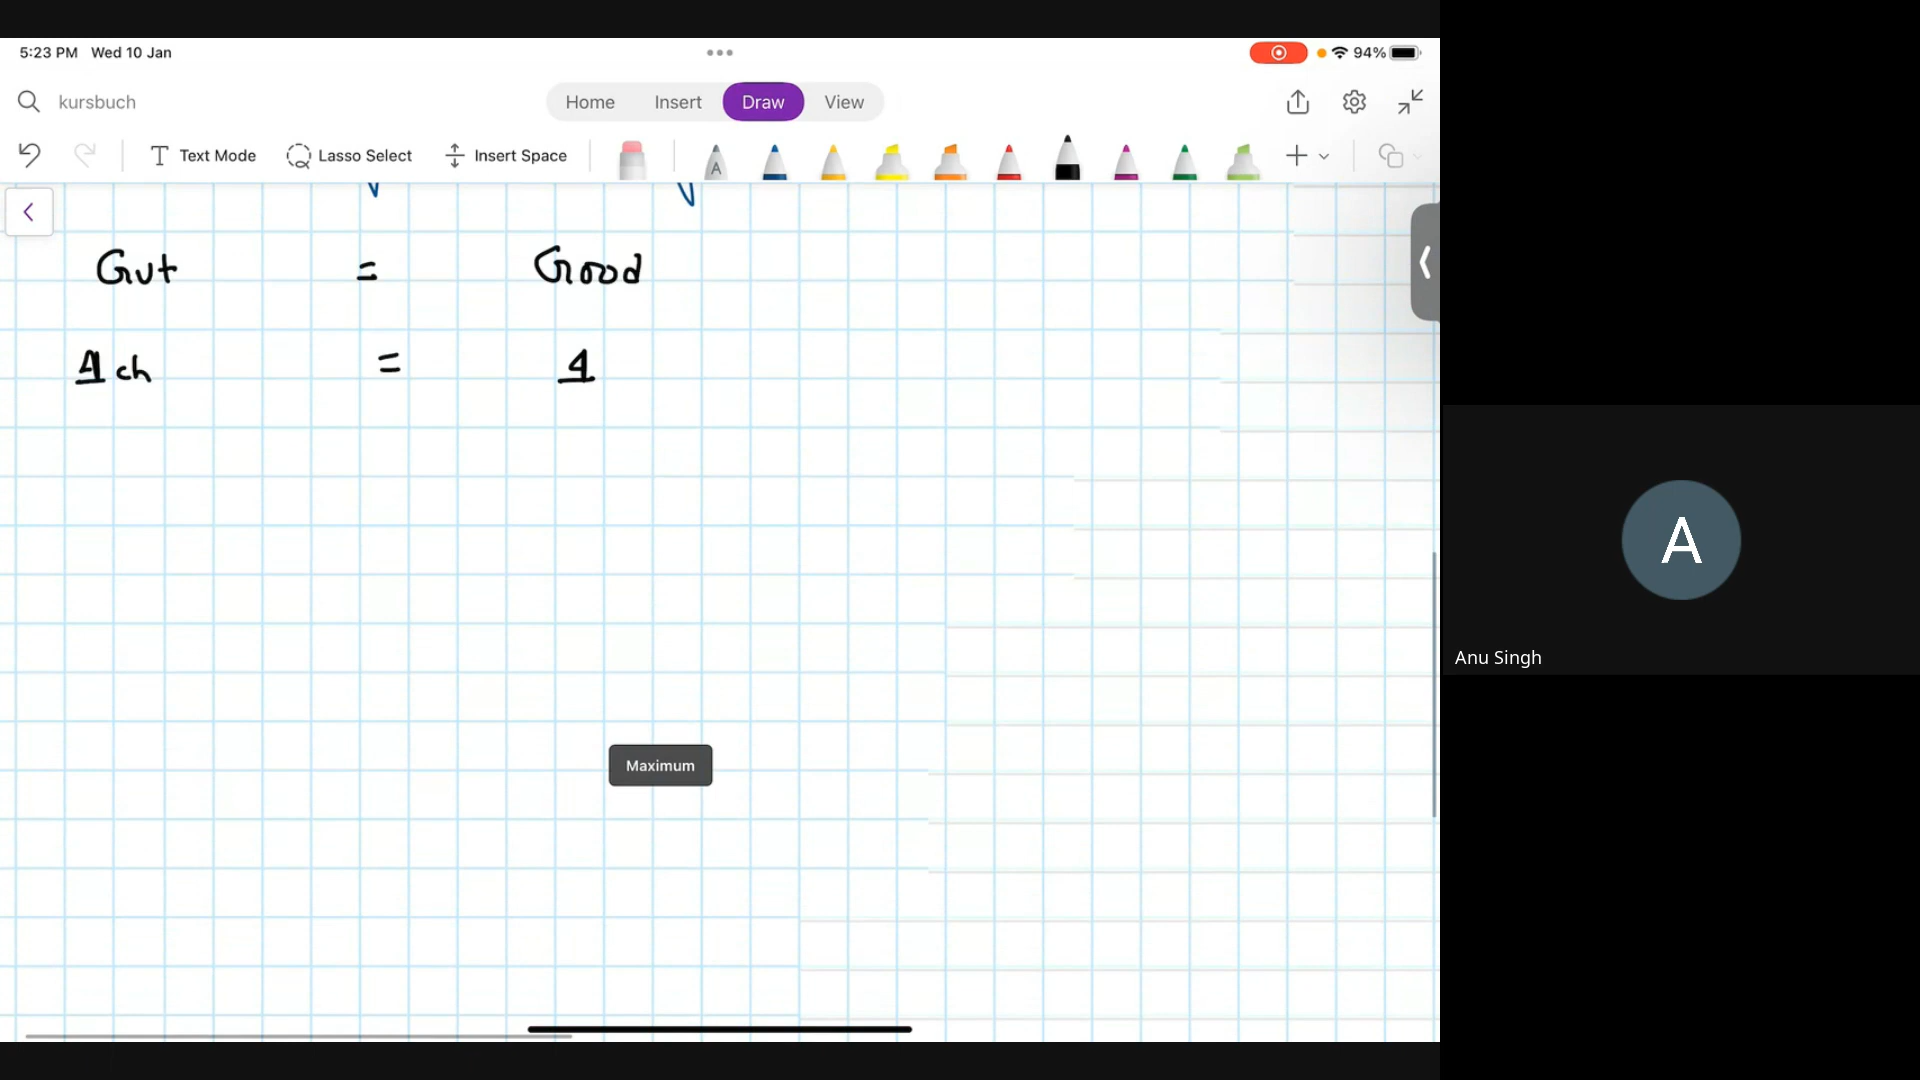 5:23 PM Wed 10 Jan 94%
kursbuch Home Insert Draw View
Text Mode Lasso Select Insert Space A
Gut = Good
ch =
Maximum
A
Anu Singh